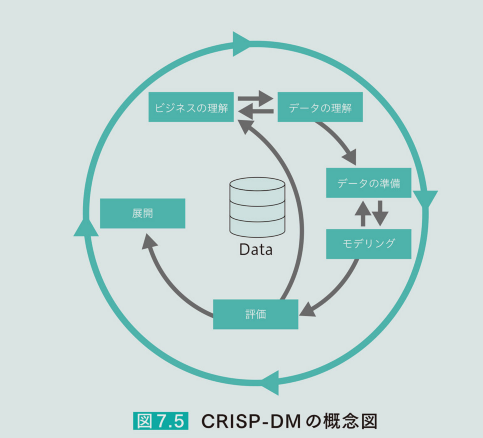 ビジネスの理解
データの理解
データの準備
展開
Data
モデリング
評価
図7.5 CRISP-DMの概念図